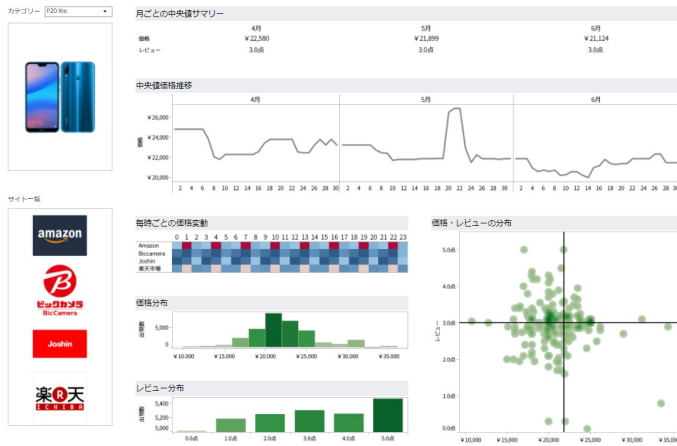 カテゴリー P20 lite
月ごとの中央値サマリー
4月 5月 6月
価格 ¥22,580 ¥21,899 ¥21,124
レビュー 3.0点 3.0点 3.0点
中央値価格推移
4月 5月 6月
価格
¥26,000
¥24,000
¥22,000
¥20,000
2 4 6 8 10 12 14 16 18 20 22 24 26 28 30 2 4 6 8 10 12 14 16 18 20 22 24 26 28 30 2 4 6 8 10 12 14 16 18 20 22 24 26 28 30
サイト一覧
amazon
ビックカメラ
BicCamera
Joshin
楽R天
ICHIBA
毎時ごとの価格変動
0 1 2 3 4 5 6 7 8 9 10 11 12 13 14 15 16 17 18 19 20 21 22 23
Amazon
Biccamera
Joshin
楽天市場
価格分布
出現数
5,000
0
¥10,000 ¥15,000 ¥20,000 ¥25,000 ¥30,000 ¥35,000
レビュー分布
出現数
5,400
5,200
5,000
0.0点 1.0点 2.0点 3.0点 4.0点 5.0点
価格・レビューの分布
レビュー
5.0点
4.0点
3.0点
2.0点
1.0点
0.0点
¥10,000 ¥15,000 ¥20,000 ¥25,000 ¥30,000 ¥35,000